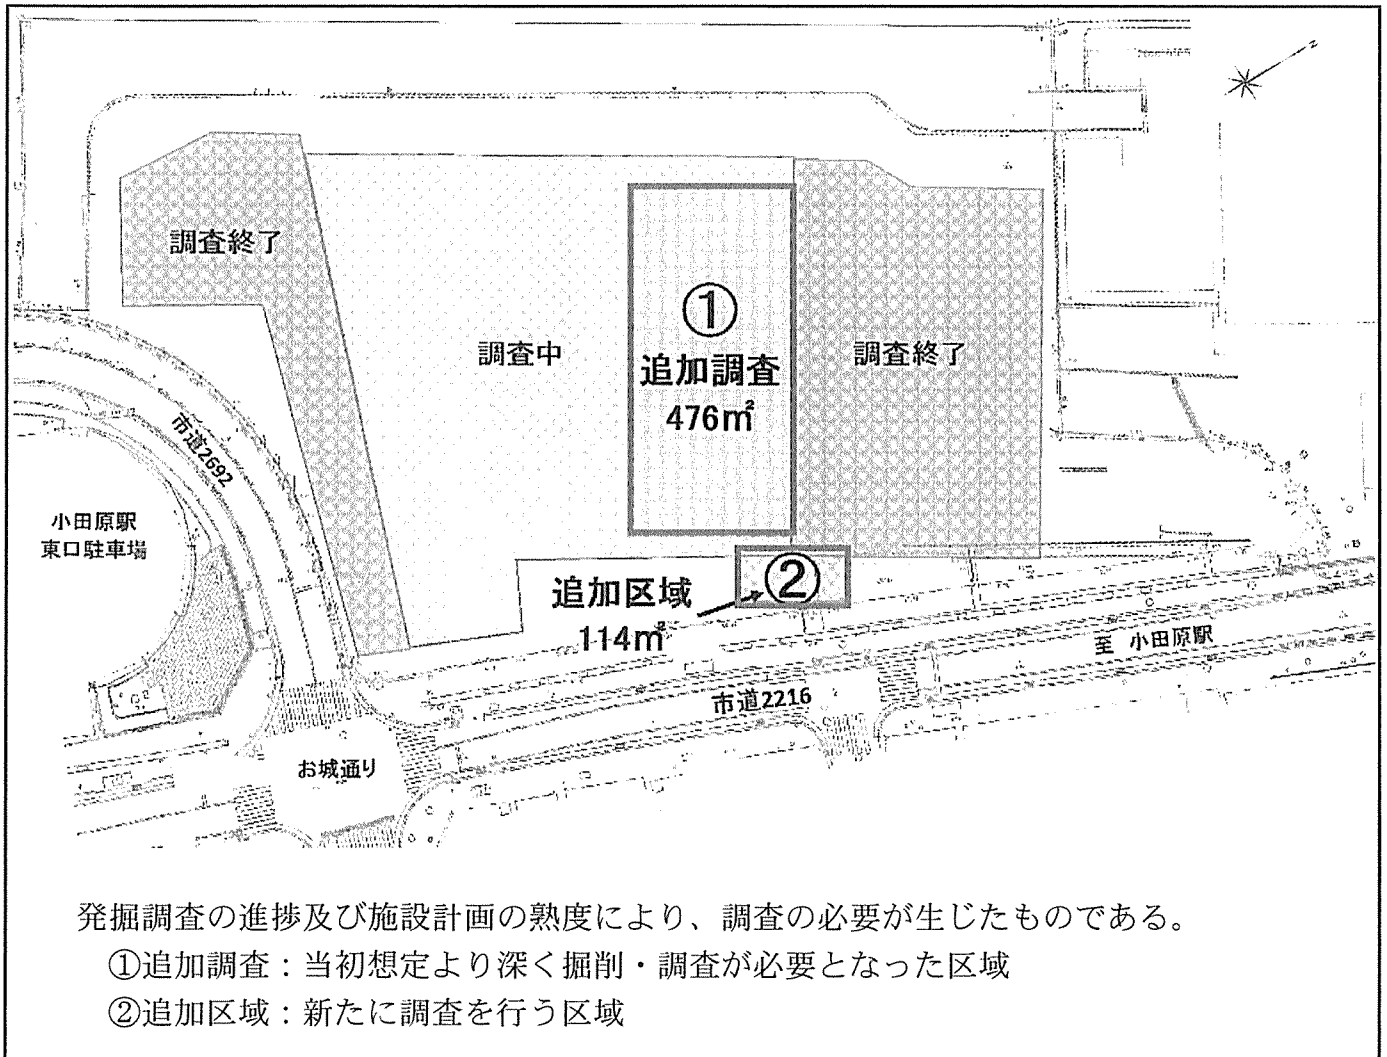 N
調査終了
調査中
①
追加調査
476㎡
調査終了
市道2692
小田原駅
東口駐車場
追加区域
114㎡
②
至 小田原駅
市道2216
お城通り
発掘調査の進捗及び施設計画の熟度により、調査の必要が生じたものである。
①追加調査：当初想定より深く掘削・調査が必要となった区域
②追加区域：新たに調査を行う区域